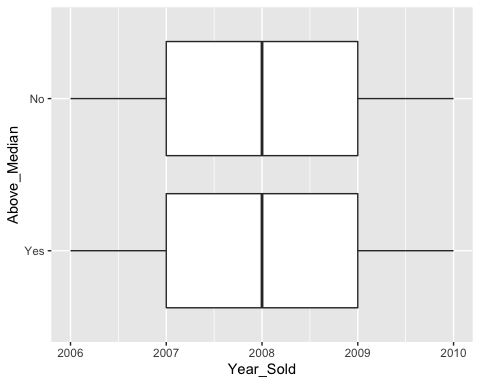 Above_Median
No
Yes
2006 2007 2008 2009 2010
Year_Sold